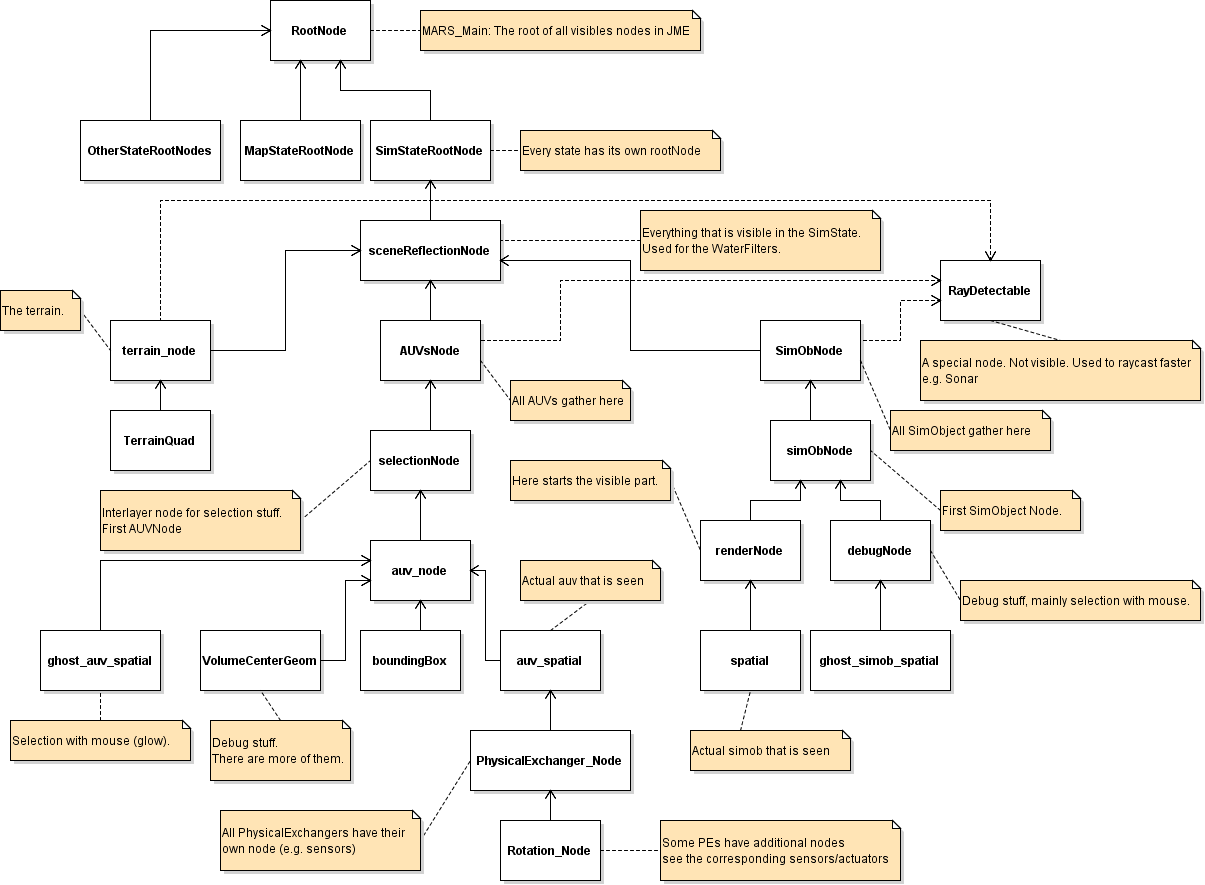 RootNode
MARS_Main: The root of all visibles nodes in JME
OtherStateRootNodes
MapStateRootNode
SimStateRootNode
Every state has its own rootNode
sceneReflectionNode
Everything that is visible in the SimState.
Used for the WaterFilters.
RayDetectable
The terrain.
terrain_node
AUVsNode
SimObNode
A special node. Not visible. Used to raycast faster
e.g. Sonar
All AUVs gather here
All SimObject gather here
TerrainQuad
selectionNode
simObNode
Here starts the visible part.
Interlayer node for selection stuff.
First AUVNode
First SimObject Node.
auv_node
renderNode
debugNode
Actual auv that is seen
Debug stuff, mainly selection with mouse.
ghost_auv_spatial
VolumeCenterGeom
boundingBox
auv_spatial
spatial
ghost_simob_spatial
Selection with mouse (glow).
Debug stuff.
There are more of them.
Actual simob that is seen
PhysicalExchanger_Node
All PhysicalExchangers have their
own node (e.g. sensors)
Rotation_Node
Some PEs have additional nodes
see the corresponding sensors/actuators